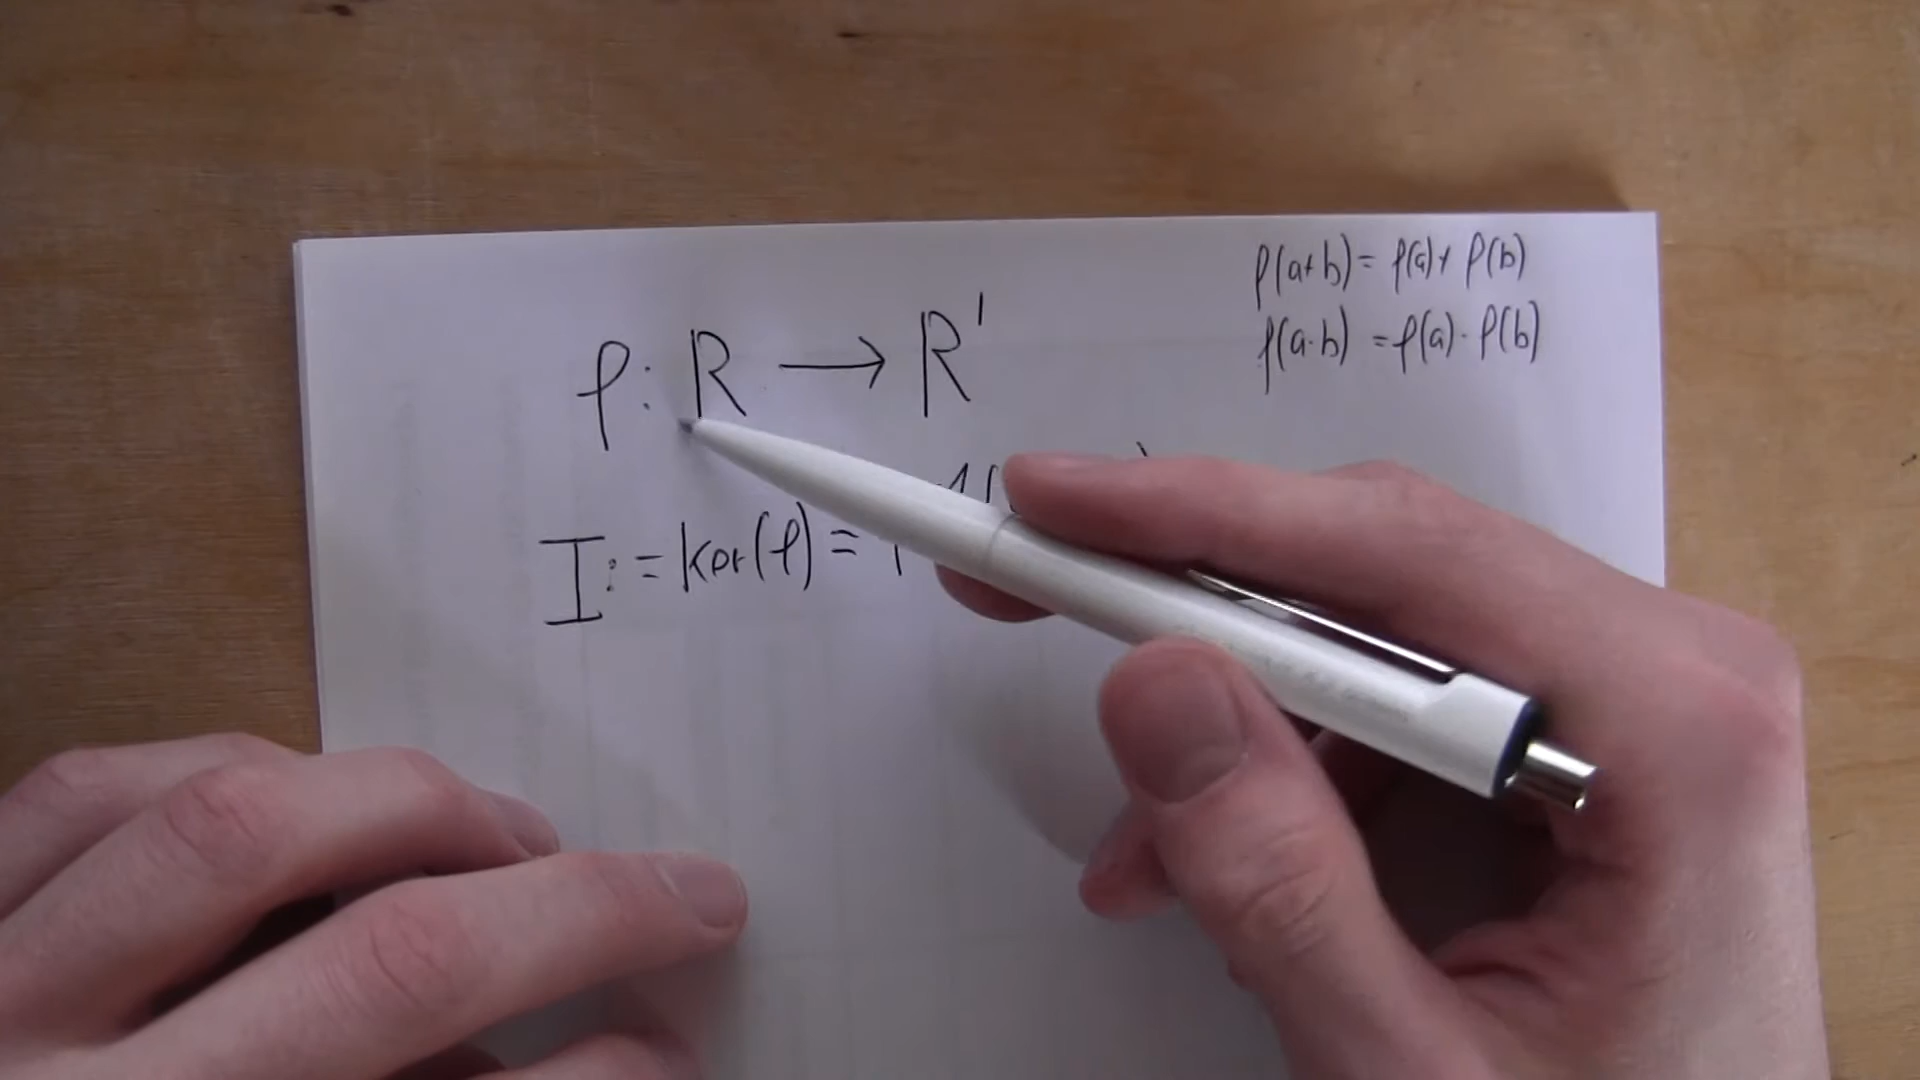 φ(a+b) = φ(a) + φ(b)
φ(a·b) = φ(a)·φ(b)
φ: R → R'
I := ker(φ) =